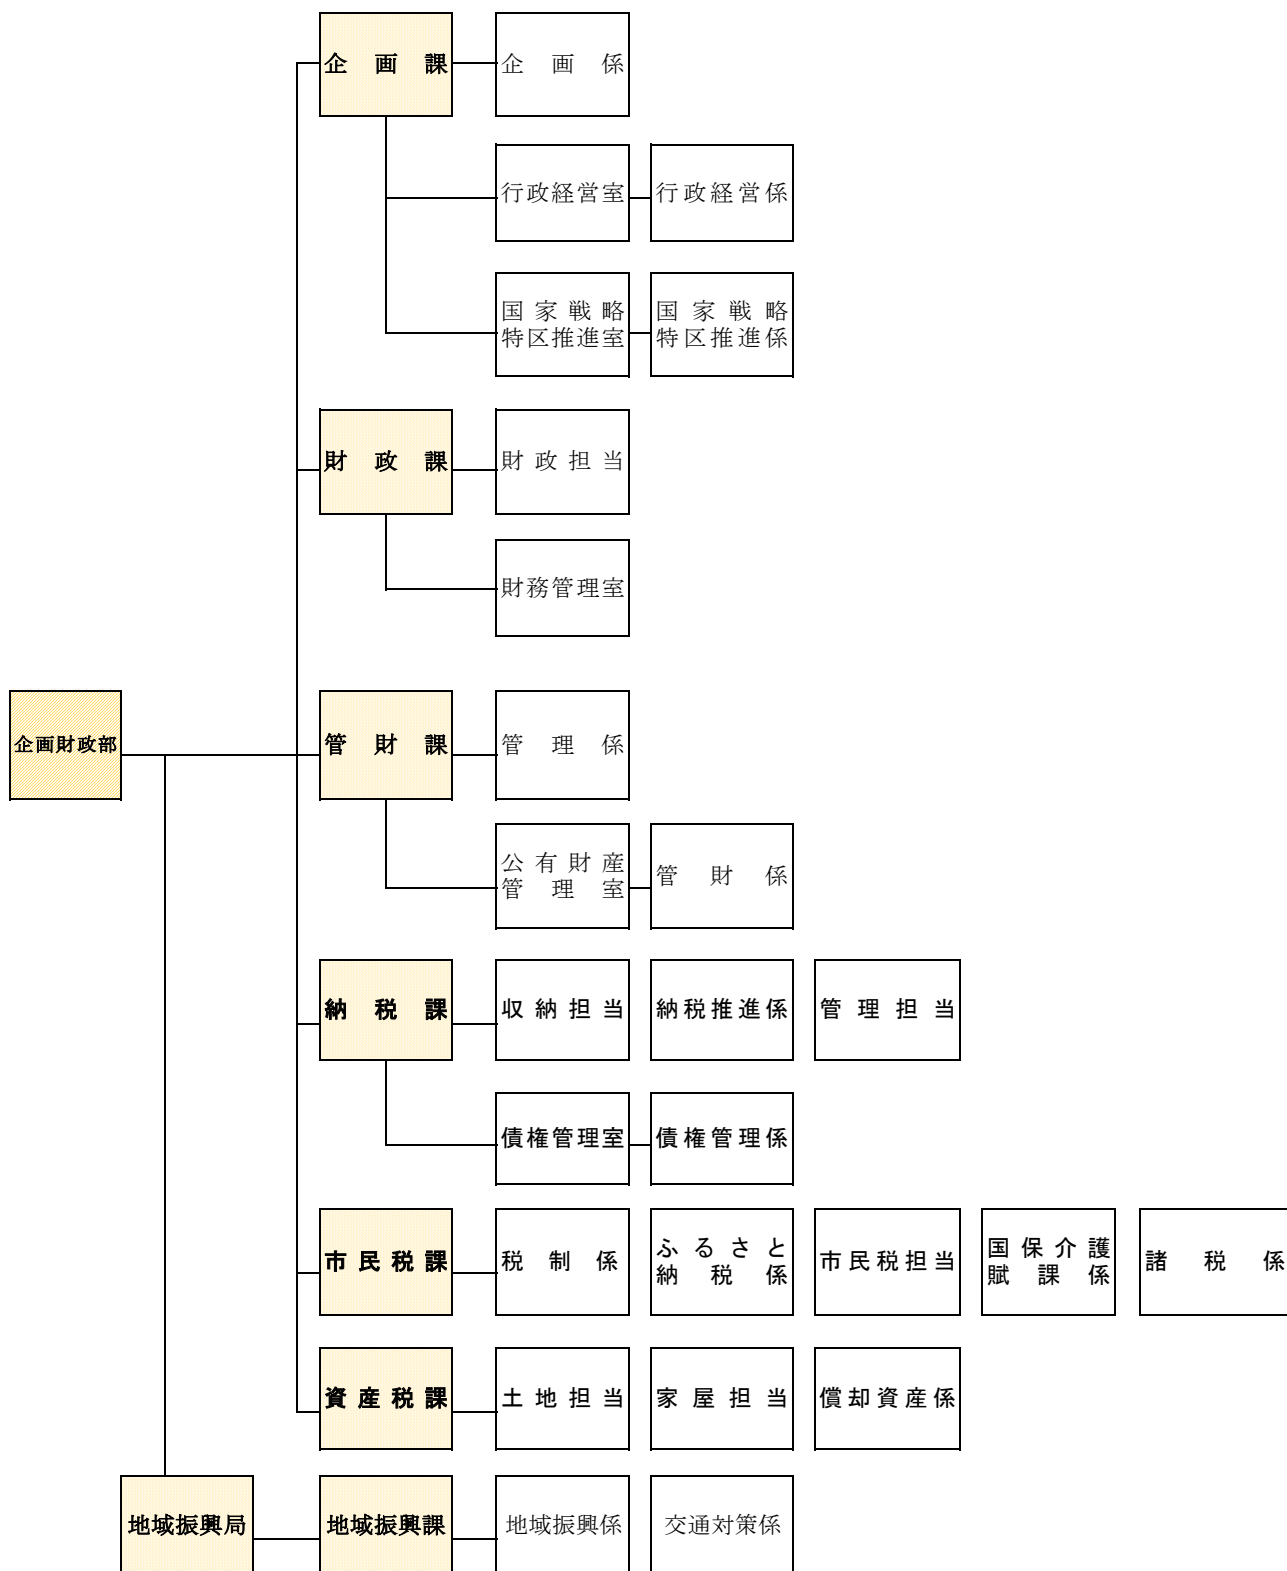 企画課
企画係
行政経営室
行政経営係
国家戦略
特区推進室
国家戦略
特区推進係
財政課
財政担当
財務管理室
企画財政部
管財課
管理係
公有財産
管理室
管財係
納税課
収納担当
納税推進係
管理担当
債権管理室
債権管理係
市民税課
税制係
ふるさと
納税係
市民税担当
国保介護
賦課係
諸税係
資産税課
土地担当
家屋担当
償却資産係
地域振興局
地域振興課
地域振興係
交通対策係